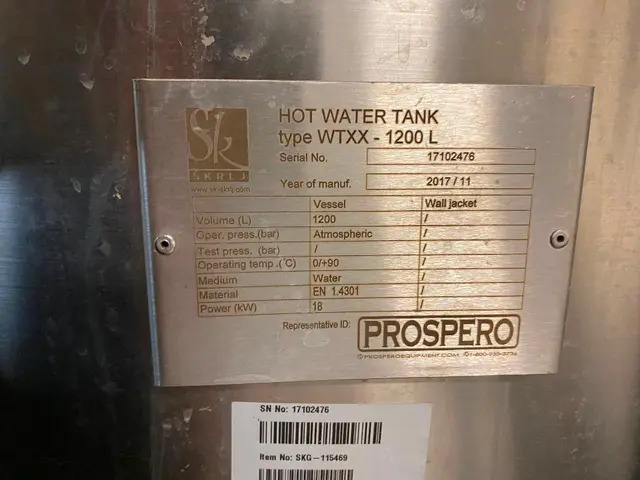 Sk
SKRLJ
www.sk-skrlj.com
HOT WATER TANK
type WTXX - 1200 L
Serial No. 17102476
Year of manuf. 2017/11
Vessel Wall jacket
Volume (L) 1200 /
Oper. press.(bar) Atmospheric /
Test press. (bar) / /
Operating temp.(°C) 0/+90 /
Medium Water /
Material EN 1.4301 /
Power (kW) 18 /
Representative ID: PROSPERO
PROSPEROEQUIPMENT.COM
SN No: 17102476
Item No: SKG-115469